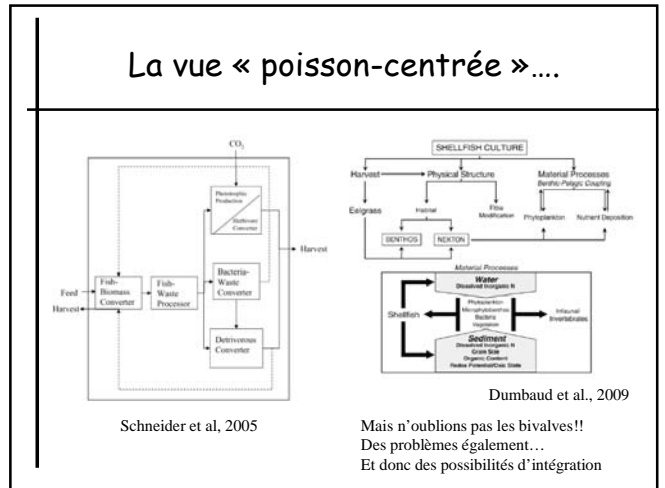 La vue « poisson-centrée »….
CO2
Phototrophic
Production
Herbivore
Converter
Harvest
Feed
Harvest
Fish-
Biomass
Converter
Fish-
Waste
Processor
Bacteria-
Waste
Converter
Detrivorous
Converter
Schneider et al, 2005
SHELLFISH CULTURE
Harvest
Physical Structure
Material Processes
Benthic-Pelagic Coupling
Eelgrass
Habitat
Flow
Modification
Phytoplankton
Nutrient Deposition
BENTHOS
NEKTON
Material Processes
Water
Dissolved Inorganic N
Shellfish
Phytoplankton
Microphytobenthos
Bacteria
Vegetation
Infaunal
Invertebrates
Sediment
Dissolved Inorganic N
Grain Size
Organic Content
Redox Potential/Oxic State
Dumbaud et al., 2009
Mais n’oublions pas les bivalves!!
Des problèmes également…
Et donc des possibilités d’intégration